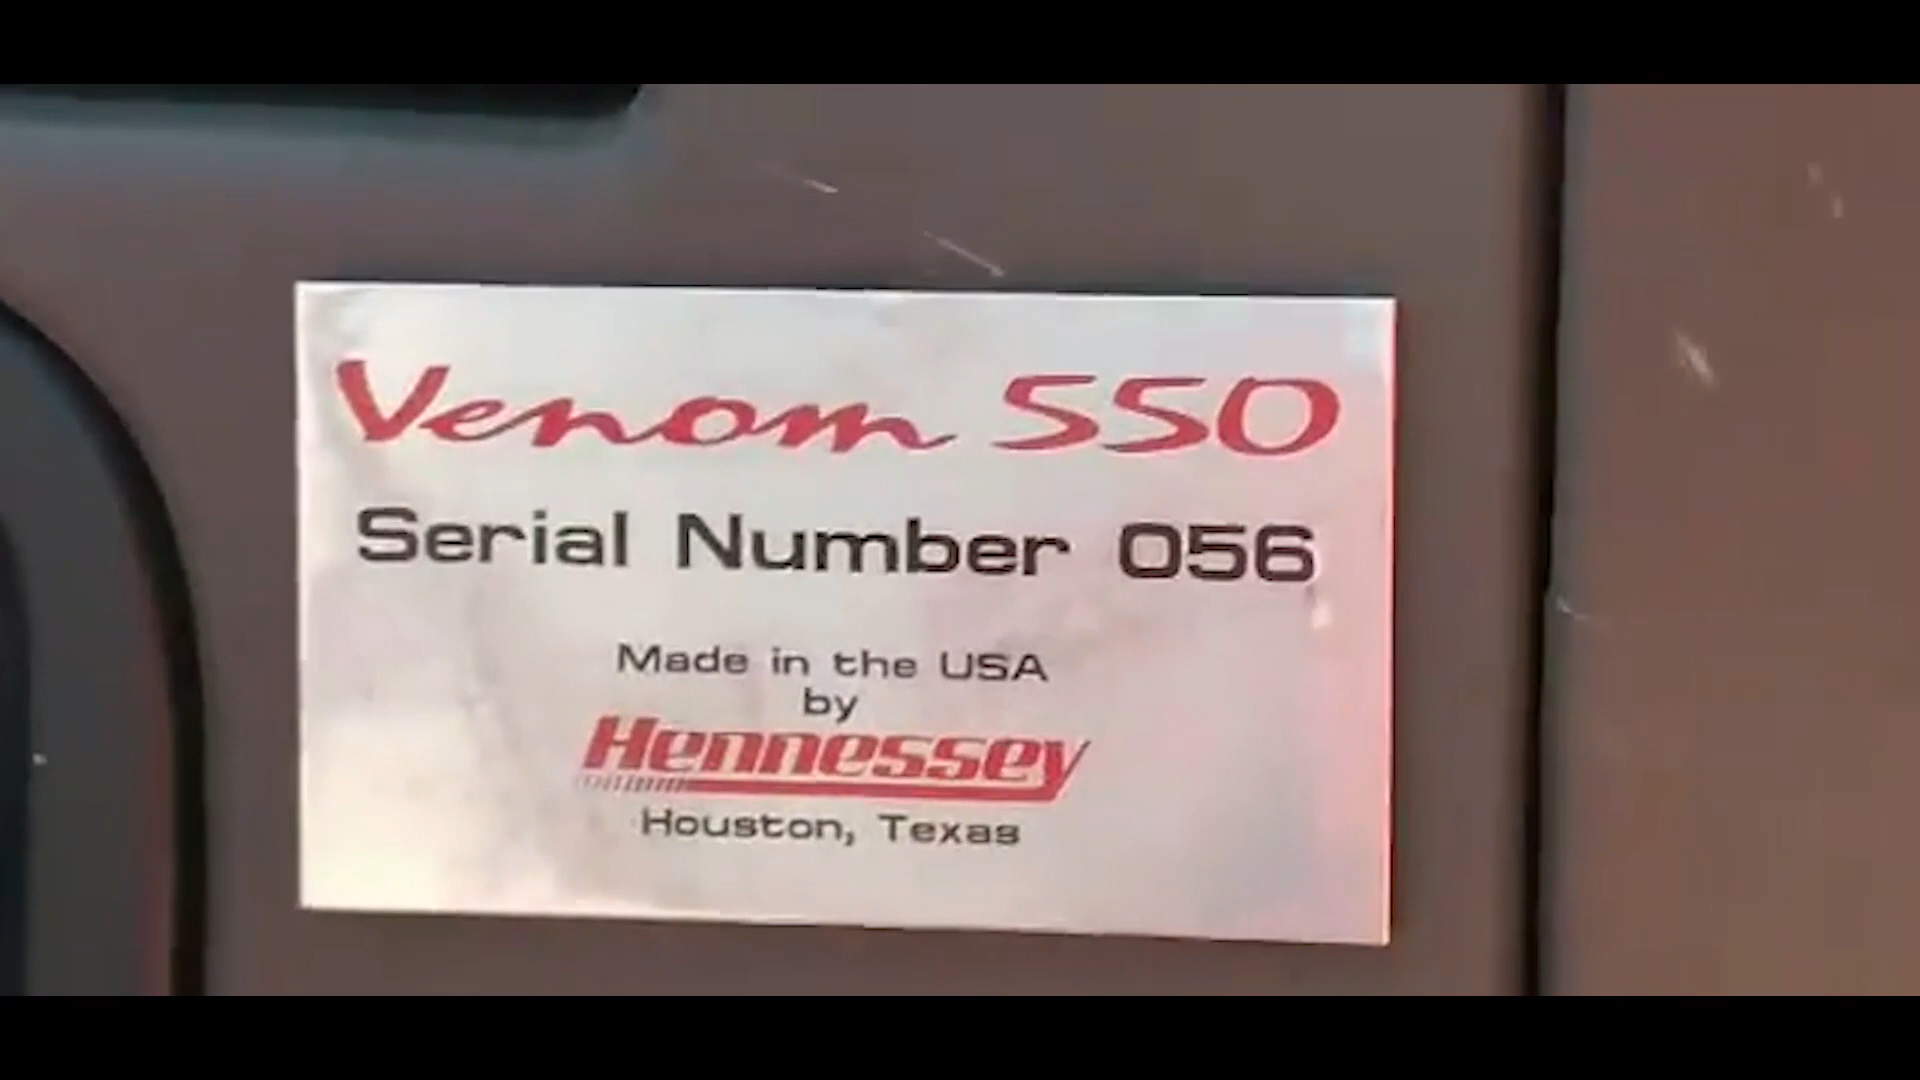 Venom 550
Serial Number 056
Made in the USA
by
Hennessey
Houston, Texas